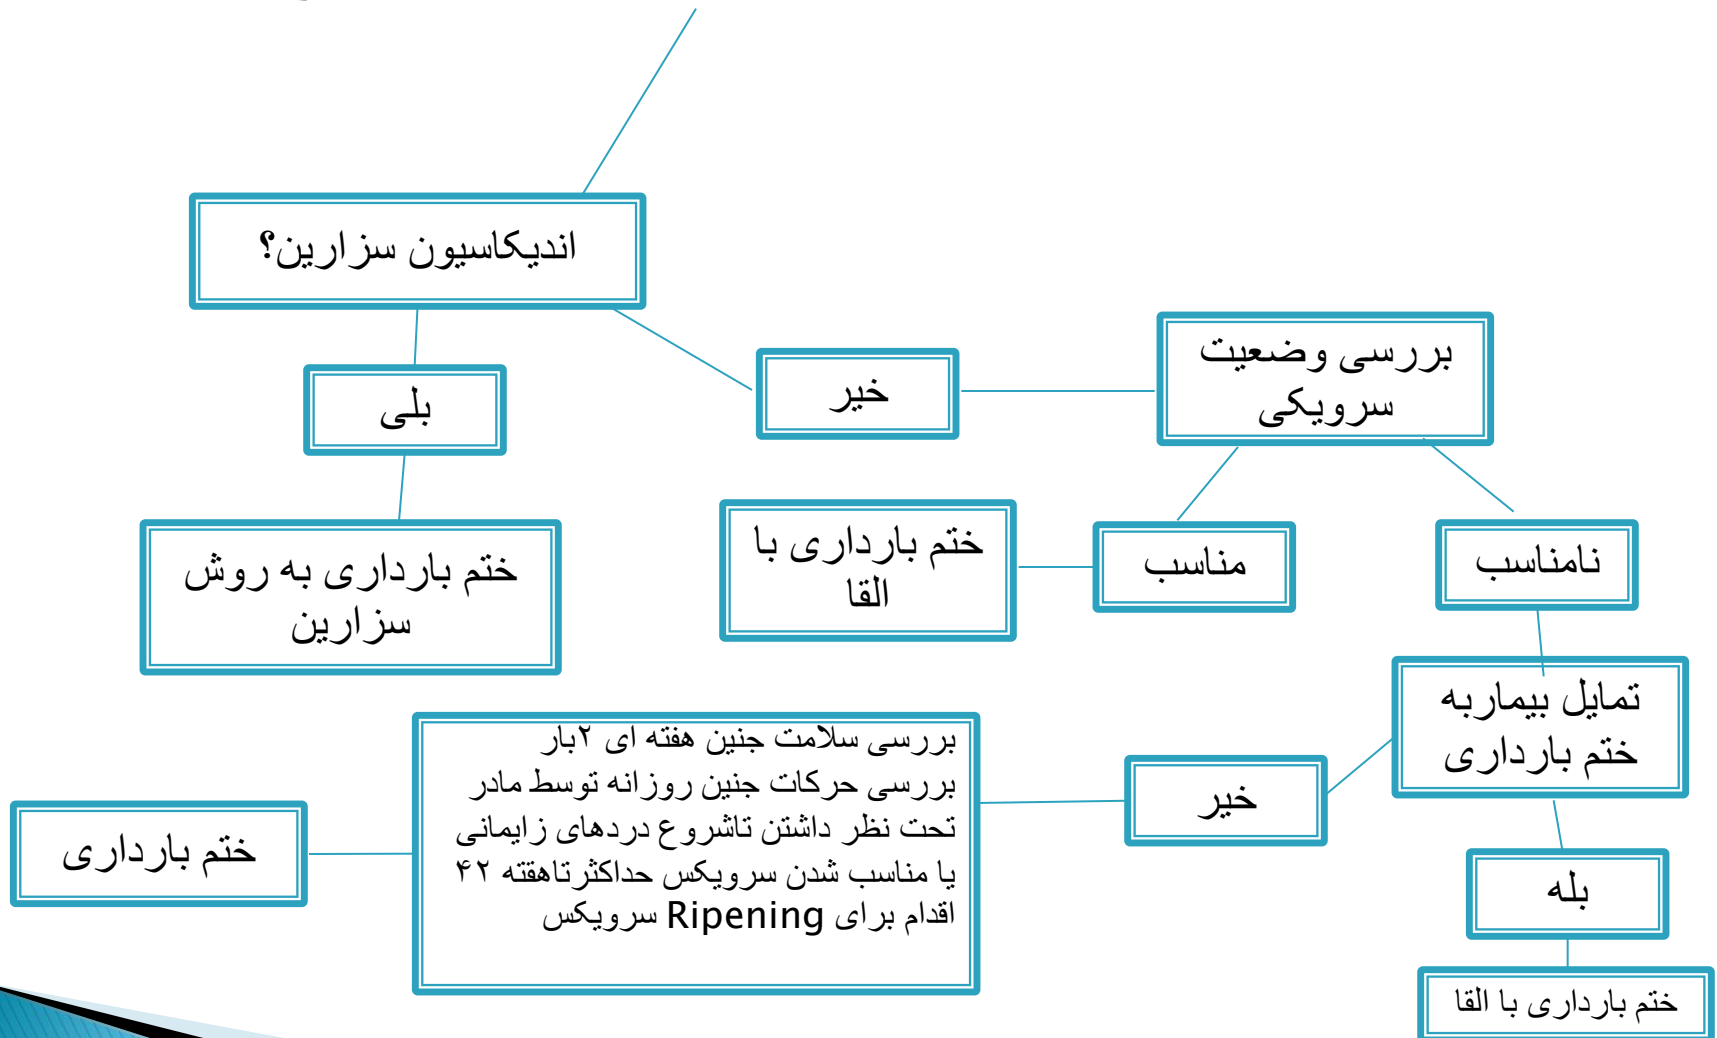 اندیکاسیون سزارین؟
بلی
ختم بارداری به روش
سزارین
خیر
بررسی وضعیت
سرویکی
مناسب
ختم بارداری با
القا
نامناسب
تمایل بیماربه
ختم بارداری
خیر
بررسی سلامت جنین هفته ای ۲بار
بررسی حرکات جنین روزانه توسط مادر
تحت نظر داشتن تاشروع دردهای زایمانی
یا مناسب شدن سرویکس حداکثرتاهقته ۴۲
اقدام برای Ripening سرویکس
ختم بارداری
بله
ختم بارداری با القا